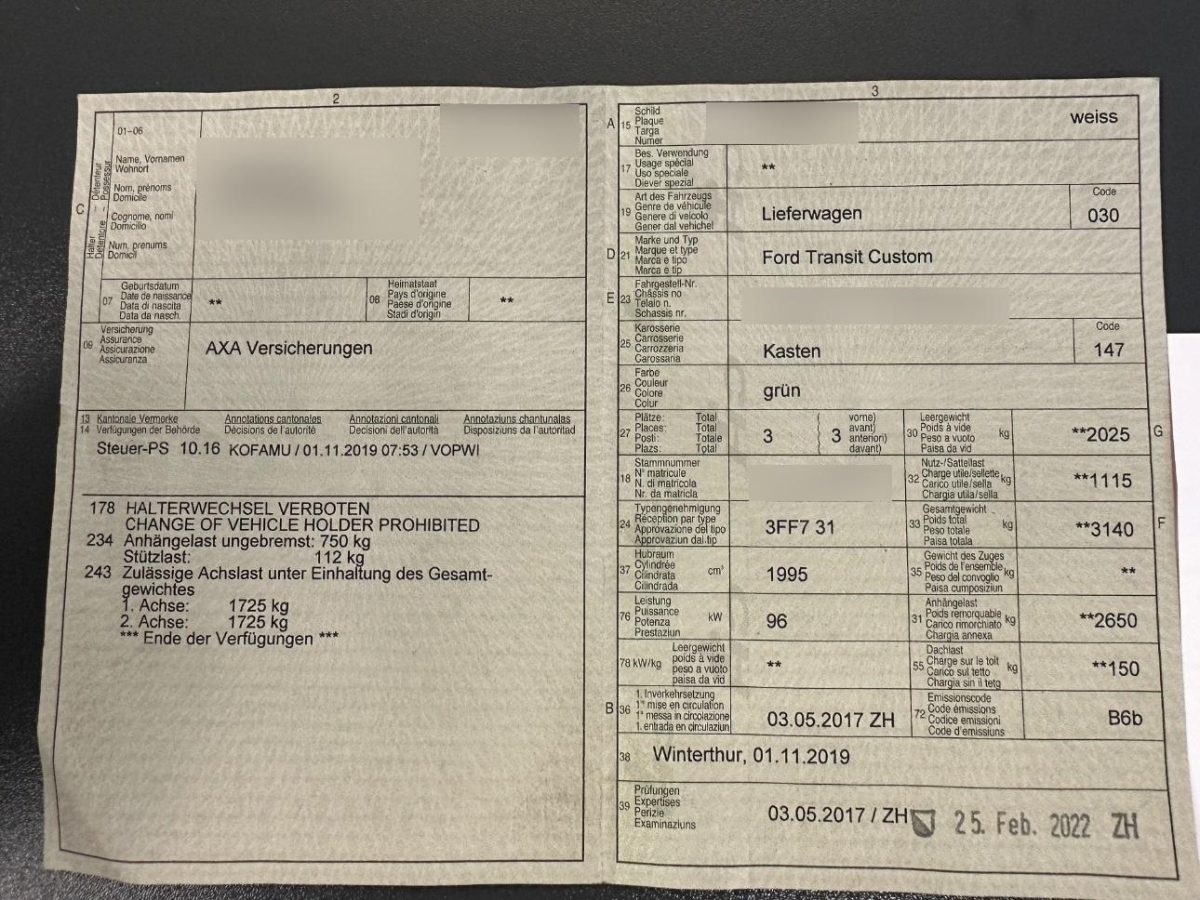 2
01–06
C
Halter – Détenteur
Detentore – Possessur
Name, Vornamen
Wohnort
Nom, prénoms
Domicile
Cognome, nomi
Domicilio
Num, prenums
Domicil
07
Geburtsdatum
Date de naissance
Data di nascita
Data da nasch.
**
08
Heimatstaat
Pays d'origine
Paese d'origine
Stadi d'origin
**
09
Versicherung
Assurance
Assicurazione
Assicuranza
AXA Versicherungen
13 Kantonale Vermerke Annotations cantonales Annotazioni cantonali Annotaziuns chantunalas
14 Verfügungen der Behörde Décisions de l'autorité Decisioni dell'autorità Disposiziuns da l'autoritad
Steuer-PS 10.16 KOFAMU / 01.11.2019 07:53 / VOPWI
178 HALTERWECHSEL VERBOTEN
CHANGE OF VEHICLE HOLDER PROHIBITED
234 Anhängelast ungebremst: 750 kg
Stützlast: 112 kg
243 Zulässige Achslast unter Einhaltung des Gesamt-
gewichtes
1. Achse: 1725 kg
2. Achse: 1725 kg
*** Ende der Verfügungen ***
3
A 15
Schild
Plaque
Targa
Numer
weiss
17
Bes. Verwendung
Usage spécial
Uso speciale
Diever spezial
**
19
Art des Fahrzeugs
Genre de véhicule
Genere di veicolo
Gener dal vehichel
Lieferwagen
Code
030
D 21
Marke und Typ
Marque et type
Marca e tipo
Marca e tip
Ford Transit Custom
E 23
Fahrgestell-Nr.
Châssis no
Telaio n.
Schassis nr.
25
Karosserie
Carrosserie
Carrozzeria
Carossaria
Kasten
Code
147
26
Farbe
Couleur
Colore
Colur
grün
27
Plätze: Total
Places: Total
Posti: Totale
Plazs: Total
3
3
vorne)
avant)
anteriori)
davant)
30
Leergewicht
Poids à vide
Peso a vuoto
Paisa da vid
kg
**2025
G
18
Stammnummer
N° matricule
N. di matricola
Nr. da matricla
32
Nutz-/Sattellast
Charge utile/sellette
Carico utile/sella
Chargia utila/sella
kg
**1115
24
Typengenehmigung
Réception par type
Approvazione del tipo
Approvaziun dal tip
3FF7 31
33
Gesamtgewicht
Poids total
Peso totale
Paisa totala
kg
**3140
F
37
Hubraum
Cylindrée
Cilindrata
Cilindrada
cm³
1995
35
Gewicht des Zuges
Poids de l'ensemble
Peso del convoglio
Paisa cumposiziun
kg
**
76
Leistung
Puissance
Potenza
Prestaziun
kW
96
31
Anhängelast
Poids remorquable
Carico rimorchiato
Chargia annexa
kg
**2650
78 kW/kg
Leergewicht
poids à vide
peso a vuoto
paisa da vid
**
55
Dachlast
Charge sur le toit
Carico sul tetto
Chargia sin il tetg
kg
**150
B 36
1. Inverkehrsetzung
1re mise en circulation
1a messa in circolazione
1. entrada en circulaziun
03.05.2017 ZH
72
Emissionscode
Code émissions
Codice emissioni
Code d'emissiuns
B6b
38
Winterthur, 01.11.2019
39
Prüfungen
Expertises
Perizie
Examinaziuns
03.05.2017 / ZH
25. Feb. 2022 ZH